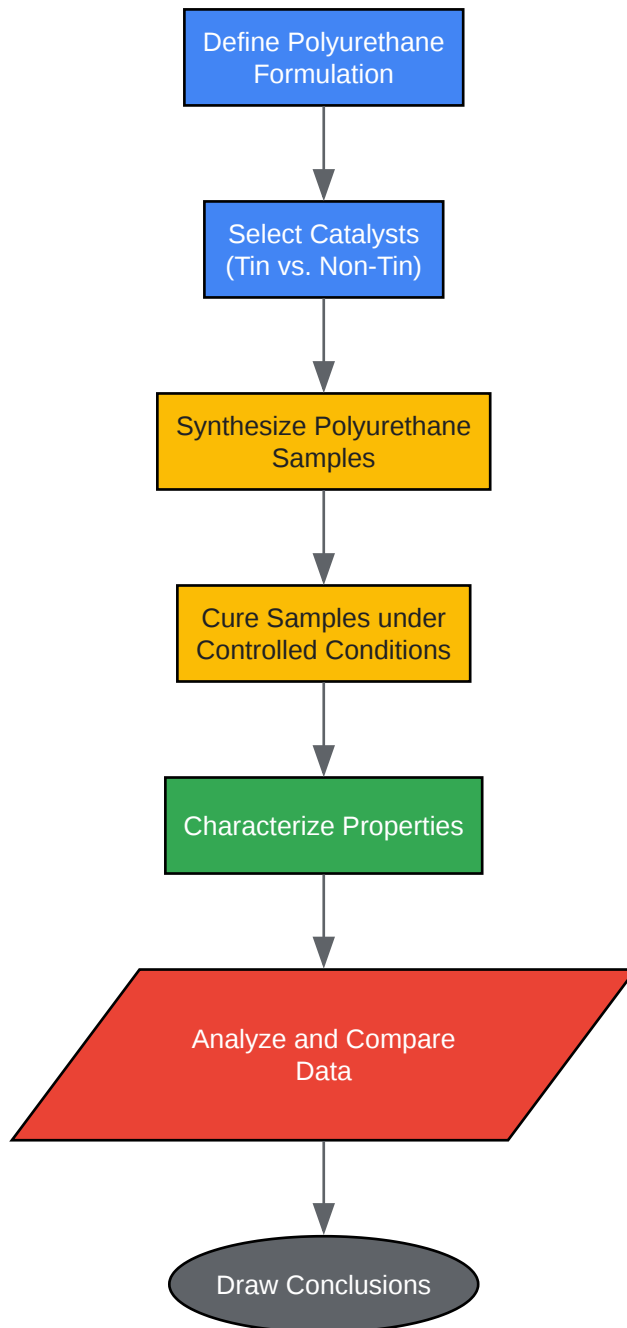 Define Polyurethane
Formulation
Select Catalysts
(Tin vs. Non-Tin)
Synthesize Polyurethane
Samples
Cure Samples under
Controlled Conditions
Characterize Properties
Analyze and Compare
Data
Draw Conclusions